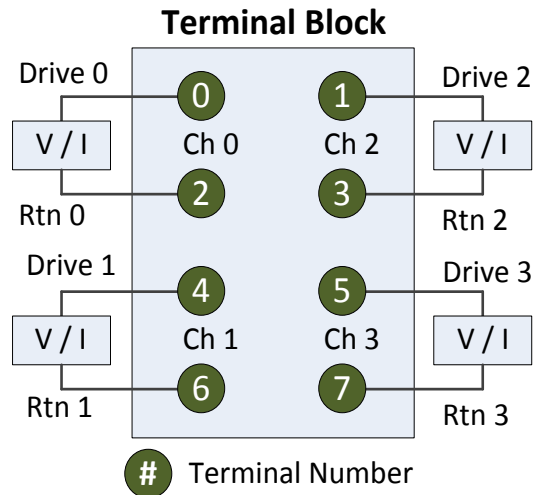 Terminal Block
Drive 0
0
1
Drive 2
V / I
Ch 0
Ch 2
V / I
2
3
Rtn 0
Rtn 2
Drive 1
4
5
Drive 3
V / I
Ch 1
Ch 3
V / I
6
7
Rtn 1
Rtn 3
# Terminal Number